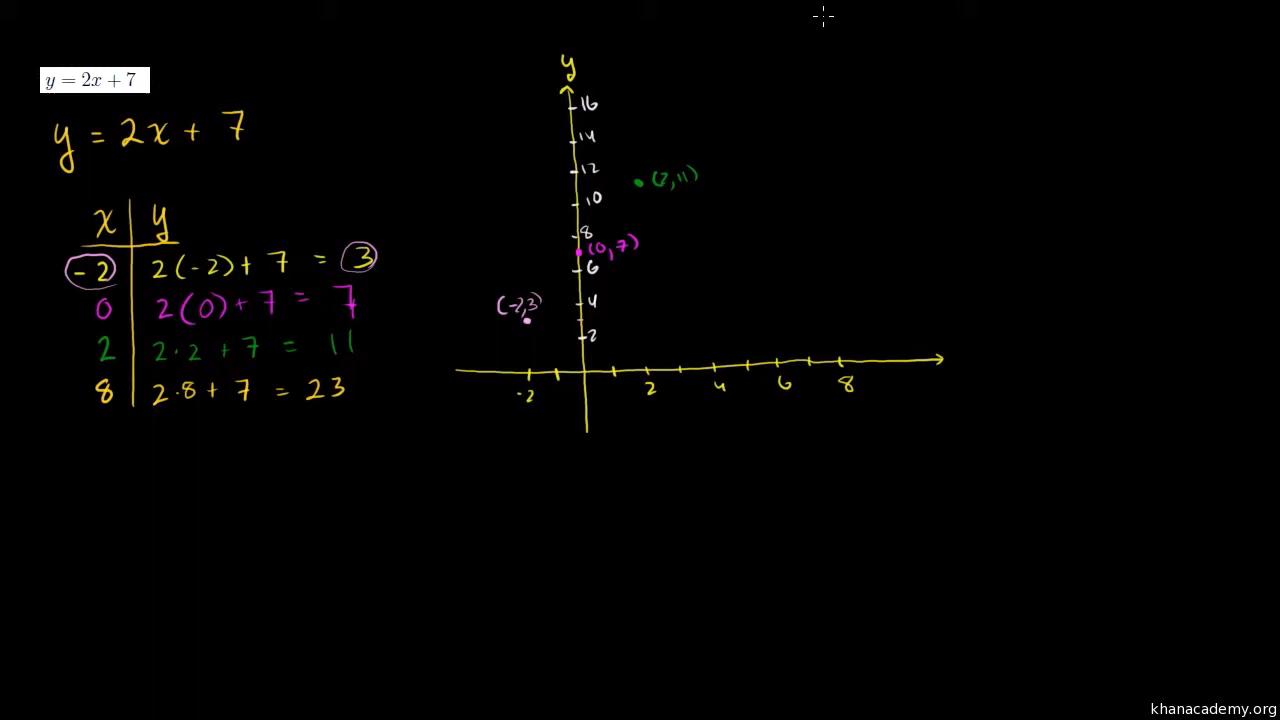 y = 2x + 7
y = 2x + 7
x y
-2 2(-2) + 7 = 3
0 2(0) + 7 = 7
2 2·2 + 7 = 11
8 2·8 + 7 = 23
y
16
14
12
(2,11)
10
8
(0,7)
6
(-2,3)
4
2
-2 2 4 6 8
khanacademy.org